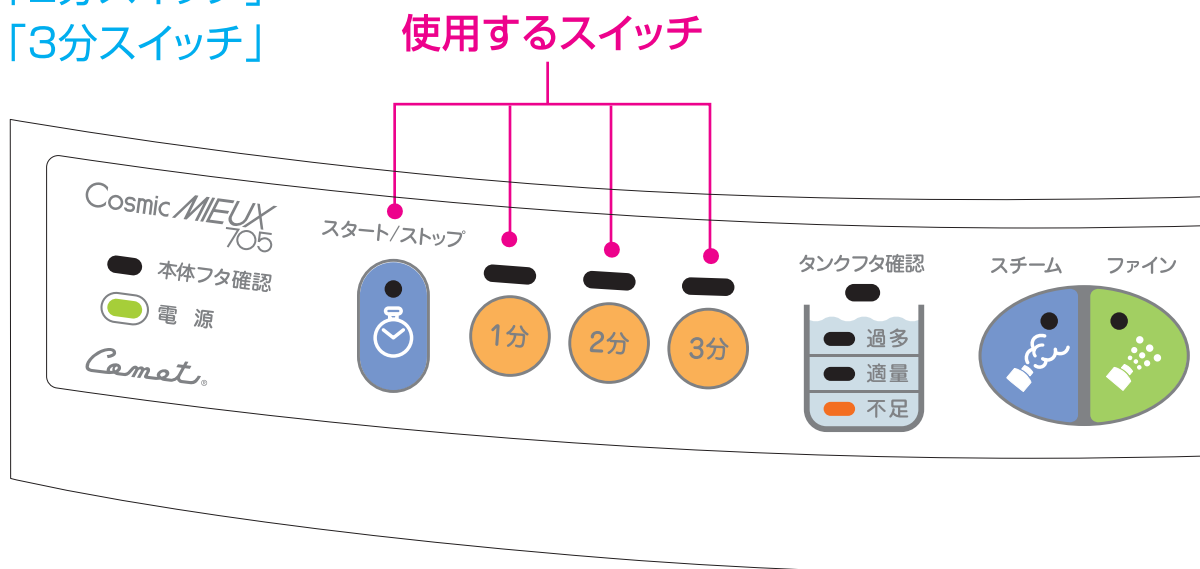 「3分スイッチ」
使用するスイッチ
Cosmic MIEUX
705
本体フタ確認
電 源
Comet®
スタート/ストップ
1分
2分
3分
タンクフタ確認
過多
適量
不足
スチーム
ファイン